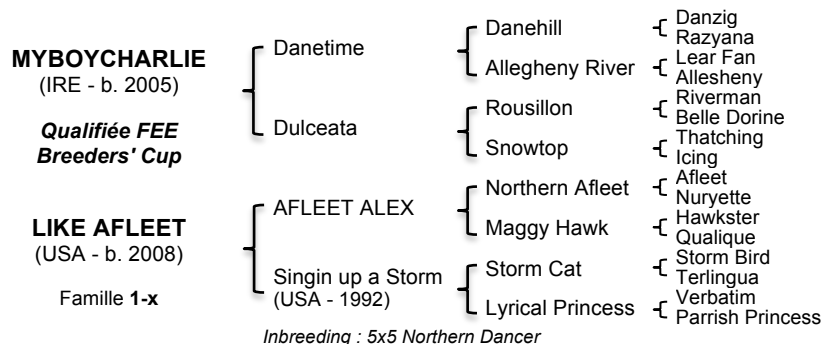 MYBOYCHARLIE
(IRE - b. 2005)
Qualifiée FEE
Breeders' Cup
LIKE AFLEET
(USA - b. 2008)
Famille 1-x
Danetime
Dulceata
AFLEET ALEX
Singin up a Storm
(USA - 1992)
Danehill
Allegheny River
Rousillon
Snowtop
Northern Afleet
Maggy Hawk
Storm Cat
Lyrical Princess
Danzig
Razyana
Lear Fan
Allesheny
Riverman
Belle Dorine
Thatching
Icing
Afleet
Nuryette
Hawkster
Qualique
Storm Bird
Terlingua
Verbatim
Parrish Princess
Inbreeding : 5x5 Northern Dancer